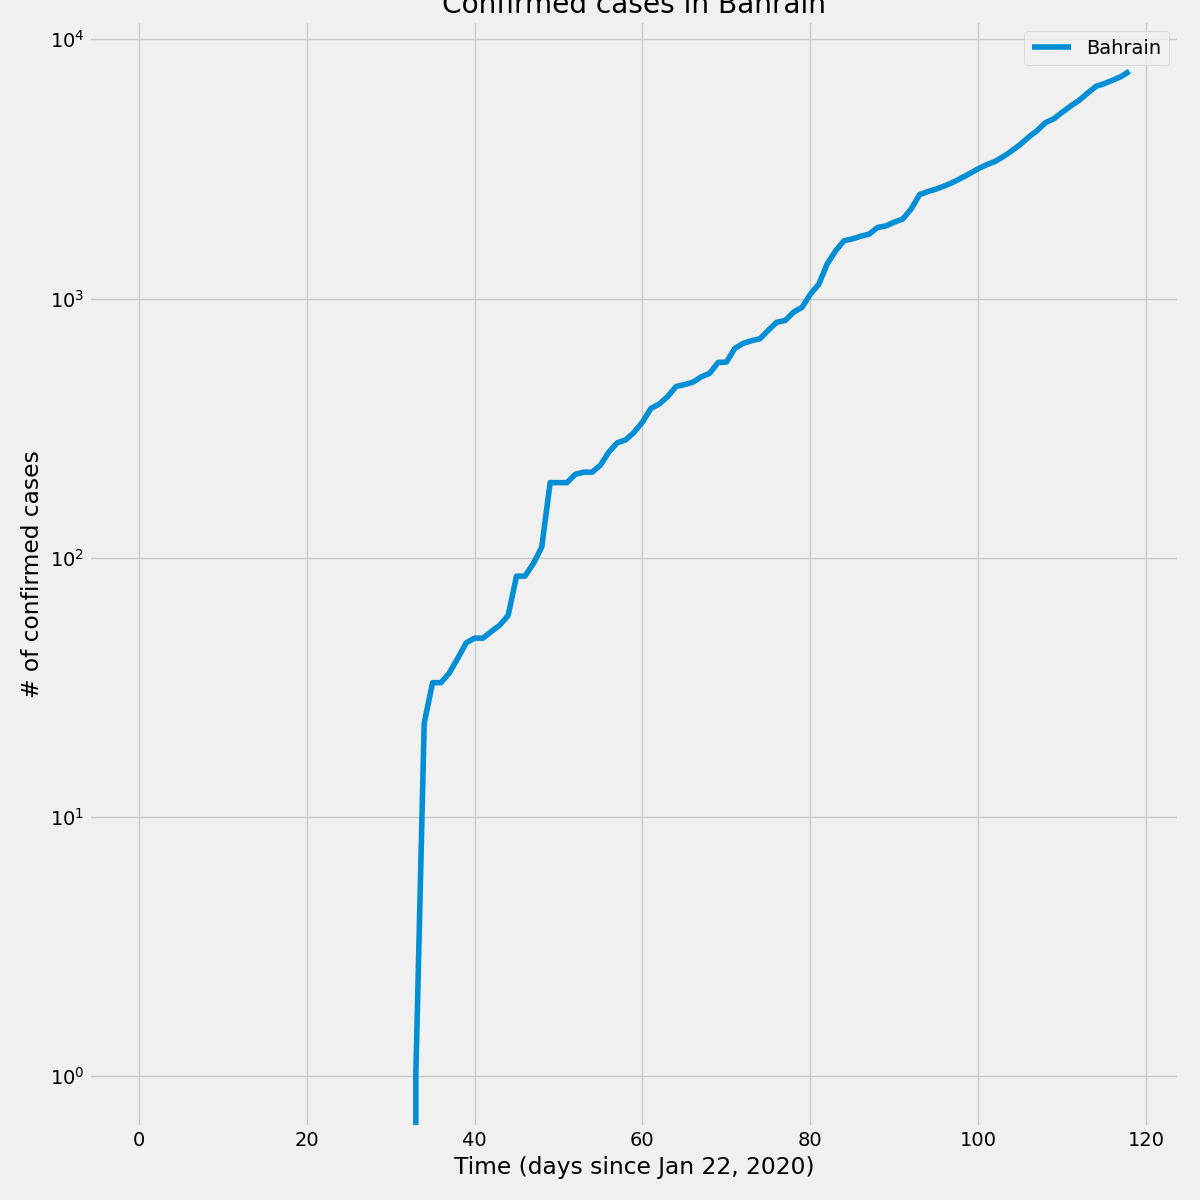 Confirmed cases in Bahrain
Bahrain
10⁴
10³
10²
10¹
10⁰
# of confirmed cases
0 20 40 60 80 100 120
Time (days since Jan 22, 2020)